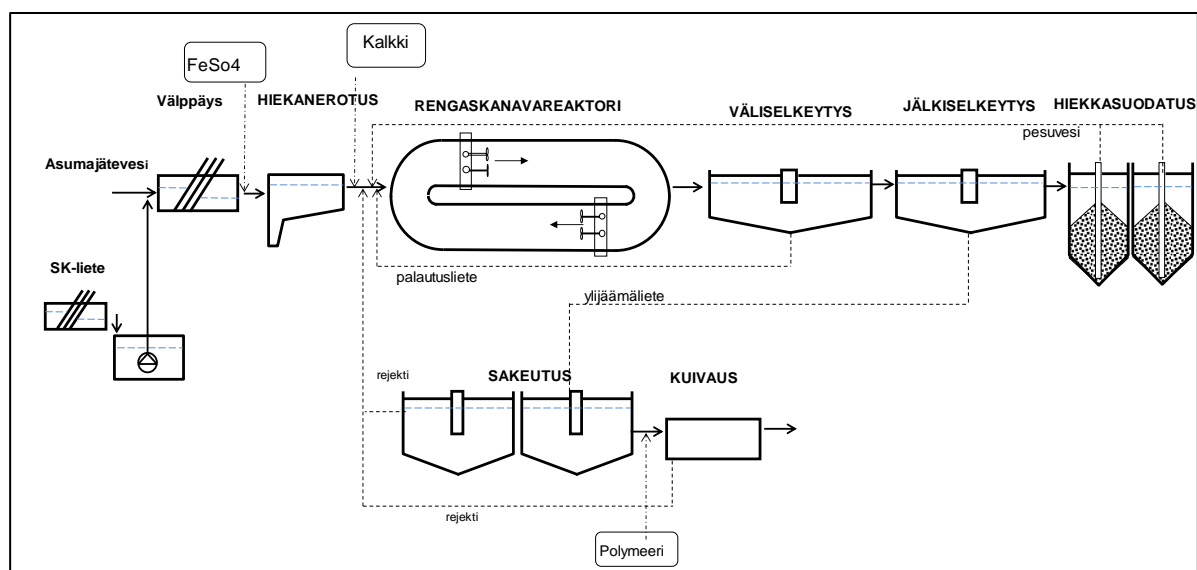 Kalkki
FeSo4
Välppäys
HIEKANEROTUS
RENGASKANAVAREAKTORI
VÄLISELKEYTYS
JÄLKISELKEYTYS
HIEKKASUODATUS
pesuvesi
Asumajätevesi
SK-liete
palautusliete
ylijäämäliete
rejekti
SAKEUTUS
KUIVAUS
rejekti
Polymeeri